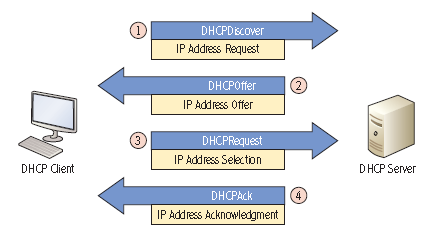 1
DHCPDiscover
IP Address Request
DHCPOffer
2
IP Address Offer
3
DHCPRequest
IP Address Selection
DHCP Client
DHCP Server
DHCPAck
4
IP Address Acknowledgment